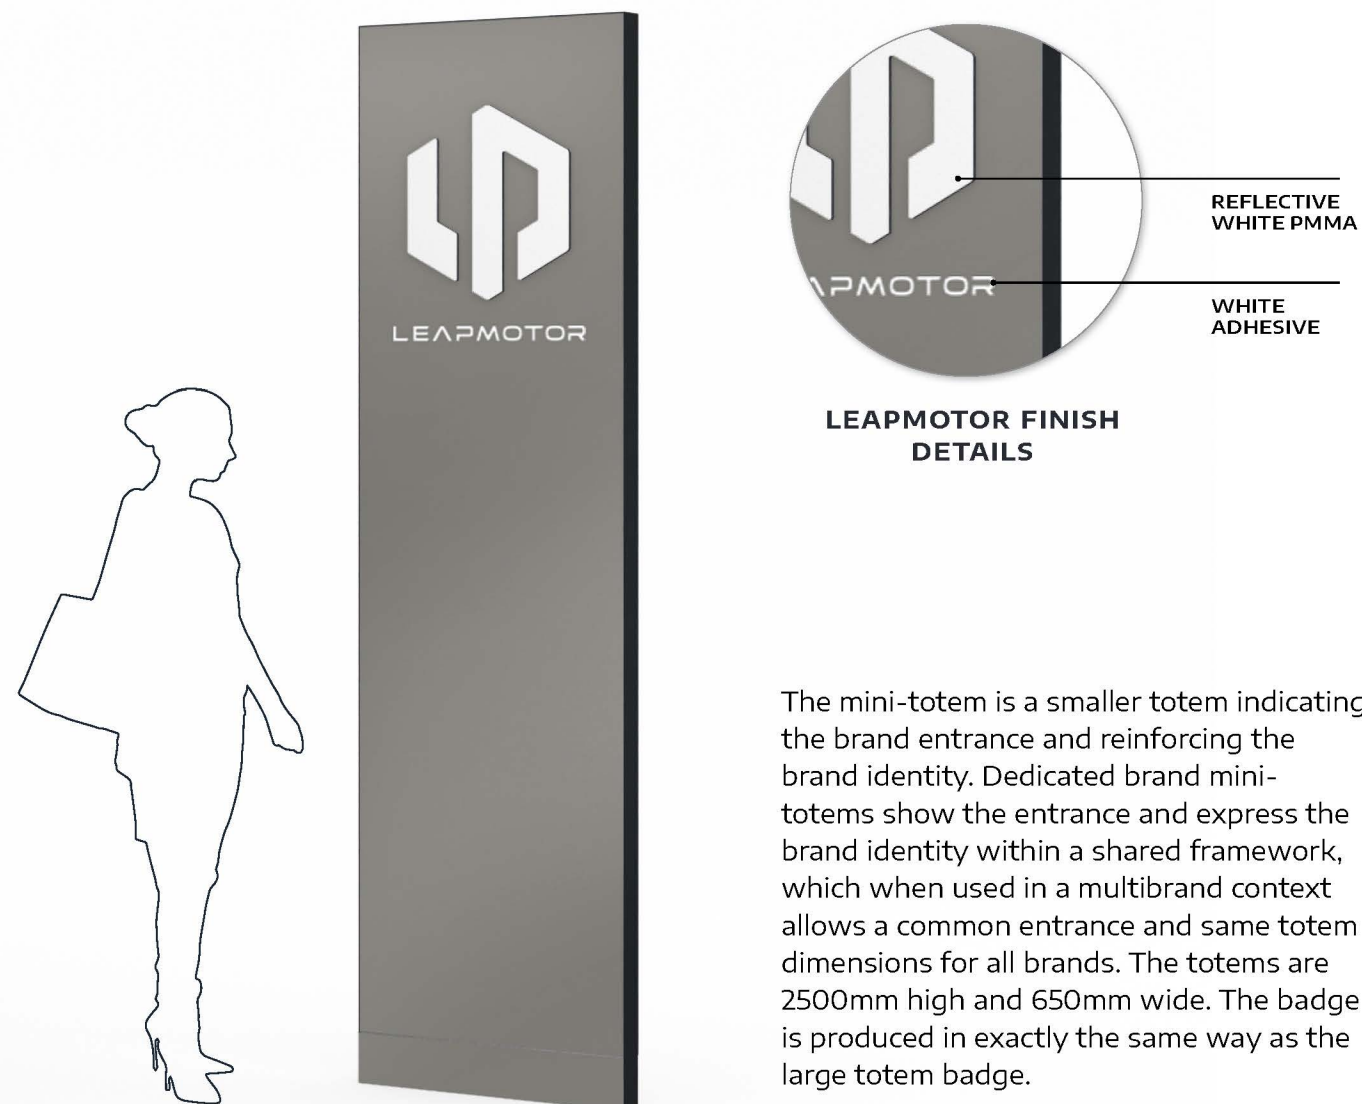 LEAPMOTOR
APMOTOR
REFLECTIVE
WHITE PMMA
WHITE
ADHESIVE
LEAPMOTOR FINISH
DETAILS
The mini-totem is a smaller totem indicating
the brand entrance and reinforcing the
brand identity. Dedicated brand mini-
totems show the entrance and express the
brand identity within a shared framework,
which when used in a multibrand context
allows a common entrance and same totem
dimensions for all brands. The totems are
2500mm high and 650mm wide. The badge
is produced in exactly the same way as the
large totem badge.